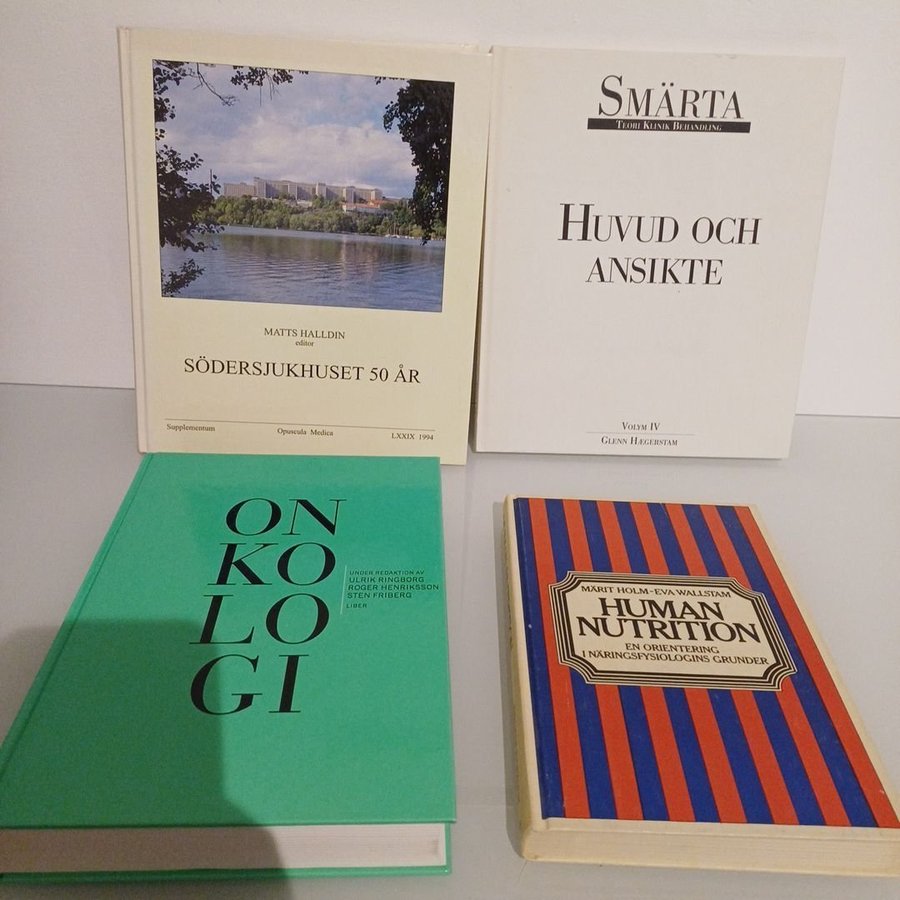 MATTS HALLDIN
editor
SÖDERSJUKHUSET 50 ÅR
Supplementum Opuscula Medica LXXIX 1994
SMÄRTA
TEORI KLINIK BEHANDLING
HUVUD OCH
ANSIKTE
VOLYM IV
GLENN HÆGERSTAM
ON
KO
LO
GI
UNDER REDAKTION AV
ULRIK RINGBORG
ROGER HENRIKSSON
STEN FRIBERG
LIBER
MÄRIT HOLM-EVA WALLSTAM
HUMAN
NUTRITION
EN ORIENTERING
I NÄRINGSFYSIOLOGINS GRUNDER